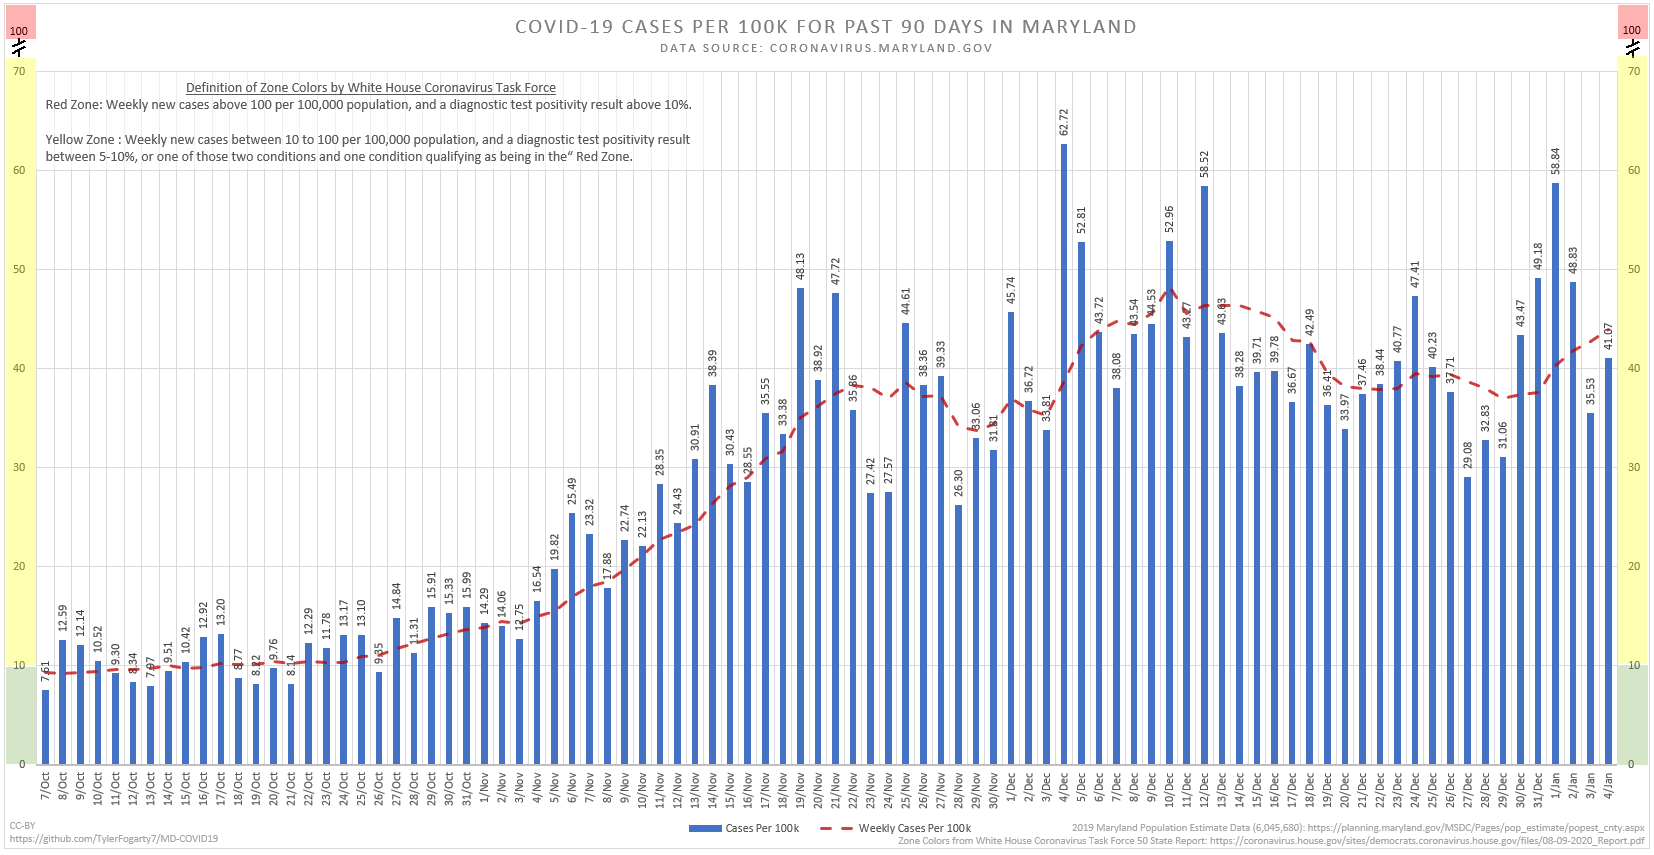 COVID-19 CASES PER 100K FOR PAST 90 DAYS IN MARYLAND
DATA SOURCE: CORONAVIRUS.MARYLAND.GOV
100
100
Definition of Zone Colors by White House Coronavirus Task Force
Red Zone: Weekly new cases above 100 per 100,000 population, and a diagnostic test positivity result above 10%.
Yellow Zone : Weekly new cases between 10 to 100 per 100,000 population, and a diagnostic test positivity result
between 5-10%, or one of those two conditions and one condition qualifying as being in the“ Red Zone.
70
60
50
40
30
20
10
0
70
60
50
40
30
20
10
0
7.61
12.59
12.14
10.52
9.30
8.34
7.97
9.51
10.42
12.92
13.20
8.77
8.22
9.76
8.14
12.29
11.78
13.17
13.10
9.35
14.84
11.31
15.91
15.33
15.99
14.29
14.06
12.75
16.54
19.82
25.49
23.32
17.88
22.74
22.13
28.35
24.43
30.91
38.39
30.43
28.55
35.55
33.38
48.13
38.92
47.72
35.86
27.42
27.57
44.61
38.36
39.33
26.30
33.06
31.81
45.74
36.72
33.81
62.72
52.81
43.72
38.08
43.54
44.53
52.96
43.27
58.52
43.63
38.28
39.71
39.78
36.67
42.49
36.41
33.97
37.46
38.44
40.77
47.41
40.23
37.71
29.08
32.83
31.06
43.47
49.18
58.84
48.83
35.53
41.07
7/Oct
8/Oct
9/Oct
10/Oct
11/Oct
12/Oct
13/Oct
14/Oct
15/Oct
16/Oct
17/Oct
18/Oct
19/Oct
20/Oct
21/Oct
22/Oct
23/Oct
24/Oct
25/Oct
26/Oct
27/Oct
28/Oct
29/Oct
30/Oct
31/Oct
1/Nov
2/Nov
3/Nov
4/Nov
5/Nov
6/Nov
7/Nov
8/Nov
9/Nov
10/Nov
11/Nov
12/Nov
13/Nov
14/Nov
15/Nov
16/Nov
17/Nov
18/Nov
19/Nov
20/Nov
21/Nov
22/Nov
23/Nov
24/Nov
25/Nov
26/Nov
27/Nov
28/Nov
29/Nov
30/Nov
1/Dec
2/Dec
3/Dec
4/Dec
5/Dec
6/Dec
7/Dec
8/Dec
9/Dec
10/Dec
11/Dec
12/Dec
13/Dec
14/Dec
15/Dec
16/Dec
17/Dec
18/Dec
19/Dec
20/Dec
21/Dec
22/Dec
23/Dec
24/Dec
25/Dec
26/Dec
27/Dec
28/Dec
29/Dec
30/Dec
31/Dec
1/Jan
2/Jan
3/Jan
4/Jan
CC-BY
https://github.com/TylerFogarty7/MD-COVID19
Cases Per 100k
Weekly Cases Per 100k
2019 Maryland Population Estimate Data (6,045,680): https://planning.maryland.gov/MSDC/Pages/pop_estimate/popest_cnty.aspx
Zone Colors from White House Coronavirus Task Force 50 State Report: https://coronavirus.house.gov/sites/democrats.coronavirus.house.gov/files/08-09-2020_Report.pdf